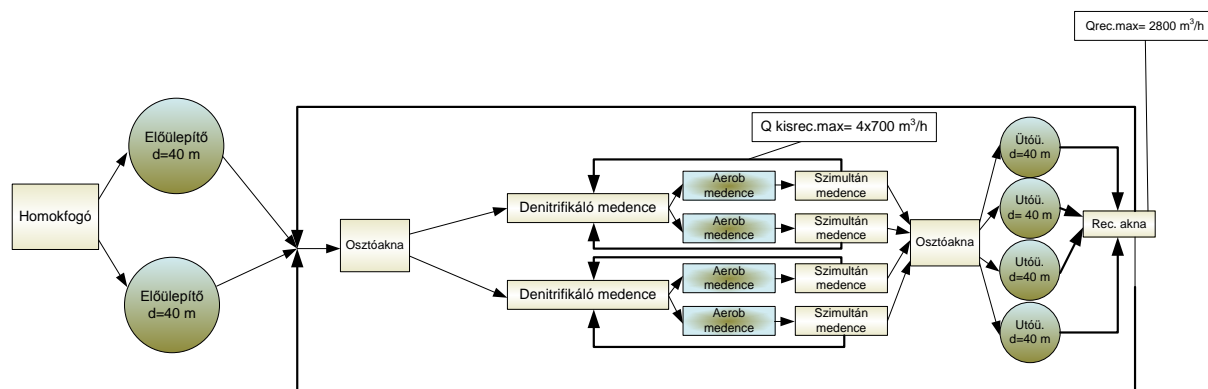 Qrec.max= 2800 m³/h
Q kisrec.max= 4x700 m³/h
Homokfogó
Előülepítő
d=40 m
Előülepítő
d=40 m
Osztóakna
Denitrifikáló medence
Denitrifikáló medence
Aerob
medence
Szimultán
medence
Aerob
medence
Szimultán
medence
Aerob
medence
Szimultán
medence
Aerob
medence
Szimultán
medence
Osztóakna
Ütóü.
d=40 m
Utóü.
d= 40 m
Utóü.
d=40 m
Utóü.
d=40 m
Rec. akna